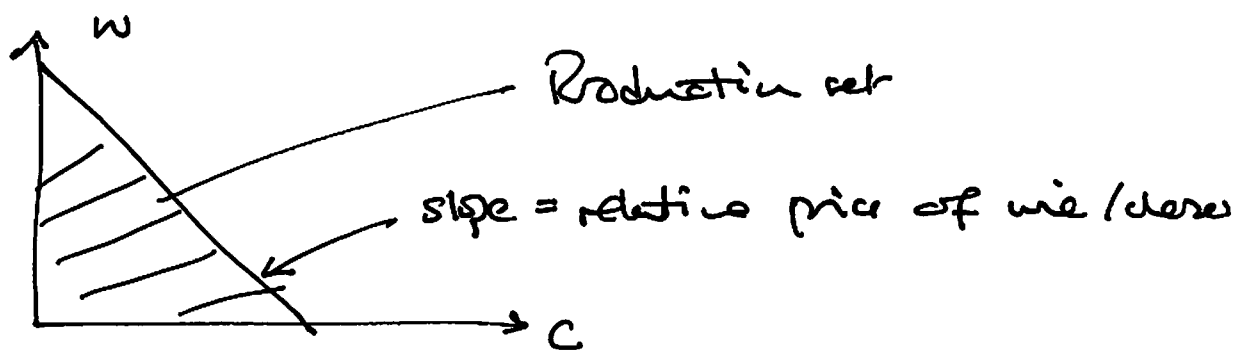 W
Production set
slope = relative price of wine / cheese
C